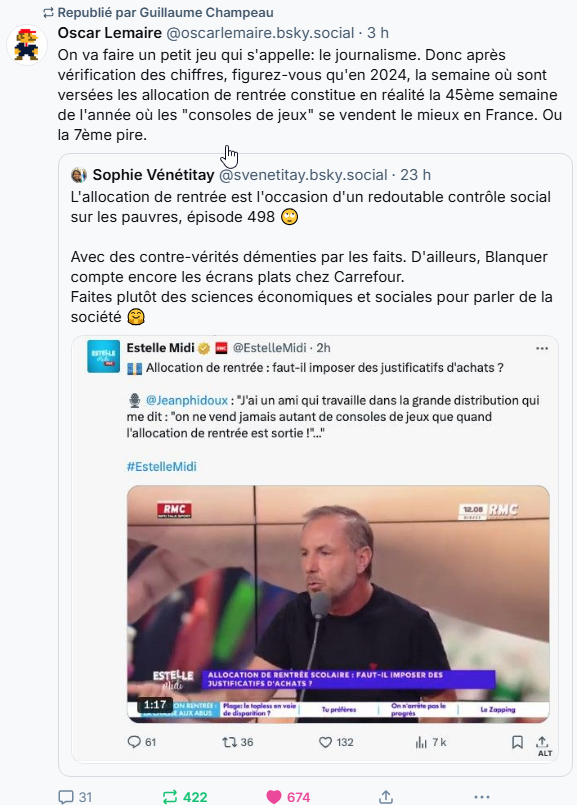 Republié par Guillaume Champeau
Oscar Lemaire @oscarlemaire.bsky.social · 3 h
On va faire un petit jeu qui s'appelle: le journalisme. Donc après
vérification des chiffres, figurez-vous qu'en 2024, la semaine où sont
versées les allocation de rentrée constitue en réalité la 45ème semaine
de l'année où les "consoles de jeux" se vendent le mieux en France. Ou
la 7ème pire.
Sophie Vénétitay @svenetitay.bsky.social · 23 h
L'allocation de rentrée est l'occasion d'un redoutable contrôle social
sur les pauvres, épisode 498 🙄
Avec des contre-vérités démenties par les faits. D'ailleurs, Blanquer
compte encore les écrans plats chez Carrefour.
Faites plutôt des sciences économiques et sociales pour parler de la
société 🤗
Estelle Midi @EstelleMidi · 2h
Allocation de rentrée : faut-il imposer des justificatifs d'achats ?
@Jeanphidoux : "J'ai un ami qui travaille dans la grande distribution qui
me dit : "on ne vend jamais autant de consoles de jeux que quand
l'allocation de rentrée est sortie !"..."
#EstelleMidi
RMC
12.08 RMC
DIRECT
ESTELLE
Midi
ALLOCATION DE RENTRÉE SCOLAIRE : FAUT-IL IMPOSER DES
JUSTIFICATIFS D'ACHATS ?
1:17
ON RENTRÉE :
AUX ABUS
Plage: le topless en voie
de disparition ?
Tu préfères
On n'arrête pas le
progrès
Le Zapping
61 36 132 7 k
ALT
31 422 674